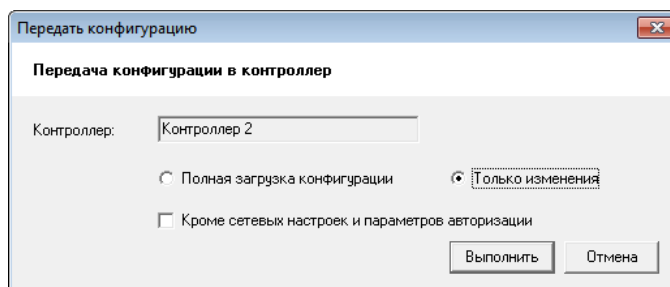 Передать конфигурацию
Передача конфигурации в контроллер
Контроллер: Контроллер 2
Полная загрузка конфигурации Только изменения
Кроме сетевых настроек и параметров авторизации
Выполнить Отмена